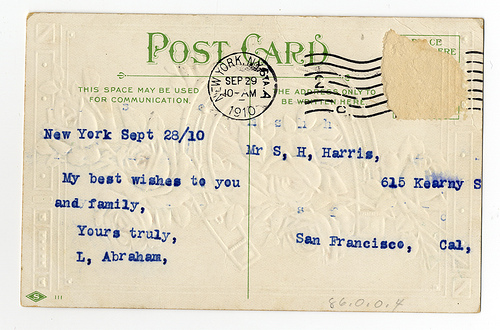 POST CARD
THIS SPACE MAY BE USED
FOR COMMUNICATION.
THE ADDRESS ONLY TO
BE WRITTEN HERE
NEW YORK, N.Y. STA. A
SEP 29
10-AM
1910
New York Sept 28/10
My best wishes to you
and family,
Yours truly,
L, Abraham,
Mr S, H, Harris,
615 Kearny S
San Francisco, Cal,
S
111
86.0.0.4